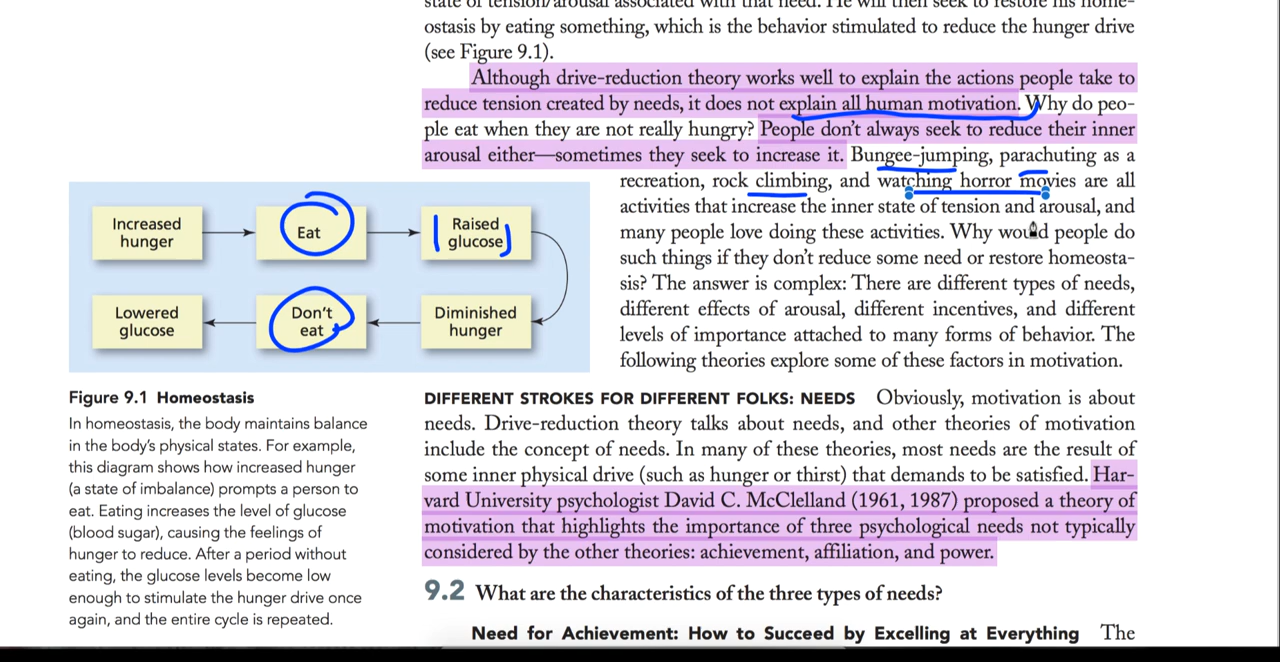 state of tension/arousal associated with that need. He will then seek to restore his home-
ostasis by eating something, which is the behavior stimulated to reduce the hunger drive
(see Figure 9.1).
Although drive-reduction theory works well to explain the actions people take to
reduce tension created by needs, it does not explain all human motivation. Why do peo-
ple eat when they are not really hungry? People don't always seek to reduce their inner
arousal either—sometimes they seek to increase it. Bungee-jumping, parachuting as a
recreation, rock climbing, and watching horror movies are all
activities that increase the inner state of tension and arousal, and
many people love doing these activities. Why would people do
such things if they don't reduce some need or restore homeosta-
sis? The answer is complex: There are different types of needs,
different effects of arousal, different incentives, and different
levels of importance attached to many forms of behavior. The
following theories explore some of these factors in motivation.
Increased
hunger
Eat
Raised
glucose
Lowered
glucose
Don't
eat
Diminished
hunger
Figure 9.1 Homeostasis
In homeostasis, the body maintains balance
in the body's physical states. For example,
this diagram shows how increased hunger
(a state of imbalance) prompts a person to
eat. Eating increases the level of glucose
(blood sugar), causing the feelings of
hunger to reduce. After a period without
eating, the glucose levels become low
enough to stimulate the hunger drive once
again, and the entire cycle is repeated.
DIFFERENT STROKES FOR DIFFERENT FOLKS: NEEDS Obviously, motivation is about
needs. Drive-reduction theory talks about needs, and other theories of motivation
include the concept of needs. In many of these theories, most needs are the result of
some inner physical drive (such as hunger or thirst) that demands to be satisfied. Har-
vard University psychologist David C. McClelland (1961, 1987) proposed a theory of
motivation that highlights the importance of three psychological needs not typically
considered by the other theories: achievement, affiliation, and power.
9.2 What are the characteristics of the three types of needs?
Need for Achievement: How to Succeed by Excelling at Everything The